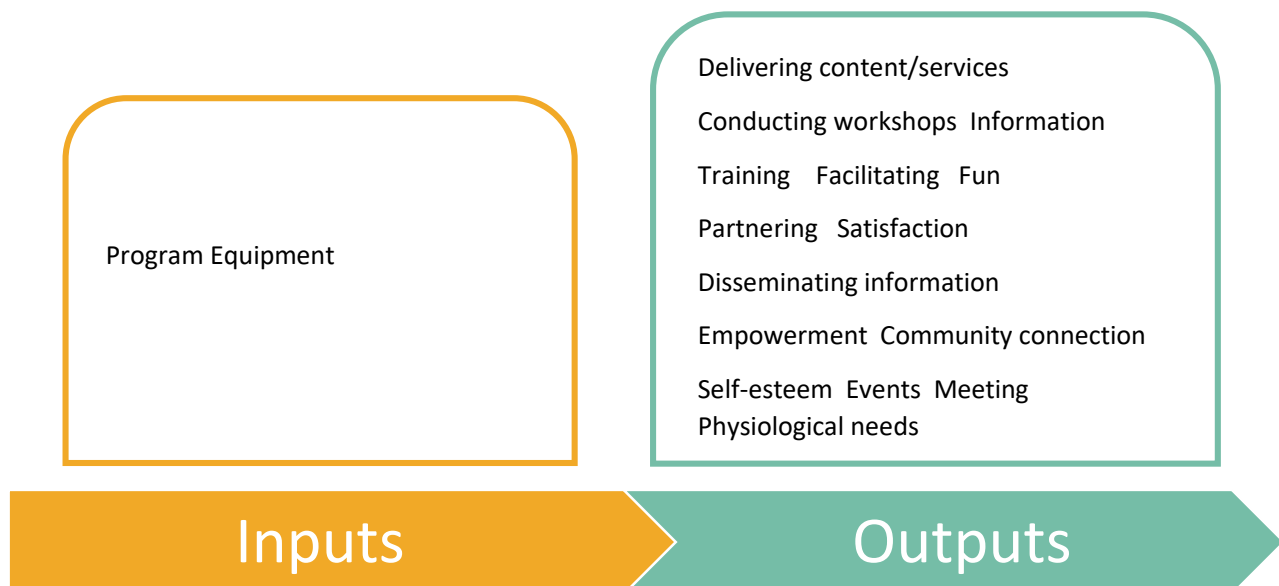 Program Equipment
Delivering content/services
Conducting workshops  Information
Training    Facilitating   Fun
Partnering   Satisfaction
Disseminating information
Empowerment  Community connection
Self-esteem  Events  Meeting
Physiological needs
Inputs
Outputs